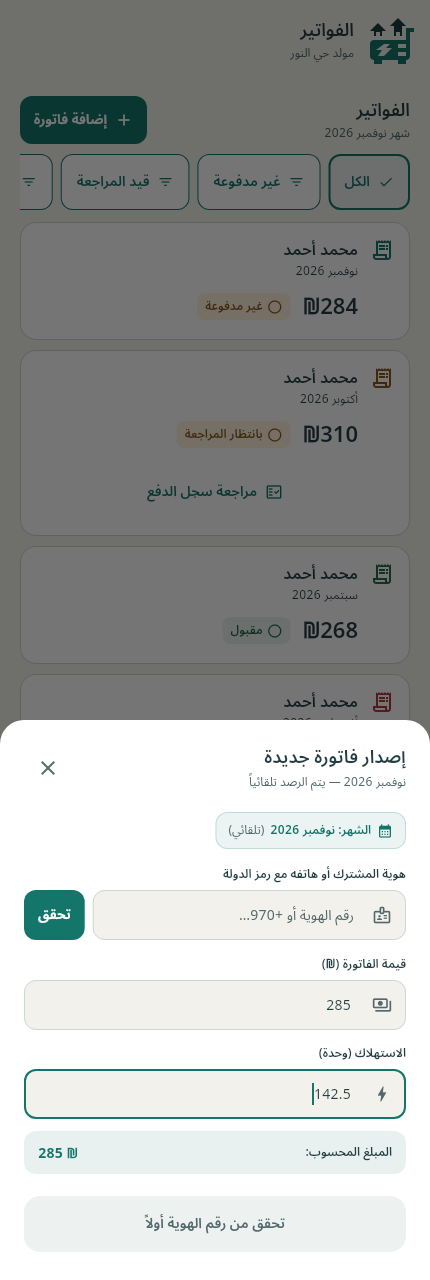 الفواتير
مولد حي النور
الفواتير
شهر نوفمبر 2026
إضافة فاتورة
الكل
غير مدفوعة
قيد المراجعة
محمد أحمد
نوفمبر 2026
₪284
غير مدفوعة
محمد أحمد
أكتوبر 2026
₪310
بانتظار المراجعة
مراجعة سجل الدفع
محمد أحمد
سبتمبر 2026
₪268
مقبول
محمد أحمد
إصدار فاتورة جديدة
نوفمبر 2026 — يتم الرصد تلقائياً
الشهر: نوفمبر 2026 (تلقائي)
هوية المشترك أو هاتفه مع رمز الدولة
رقم الهوية أو +970...
تحقق
قيمة الفاتورة (₪)
285
الاستهلاك (وحدة)
142.5
المبلغ المحسوب:
285 ₪
تحقق من رقم الهوية أولاً